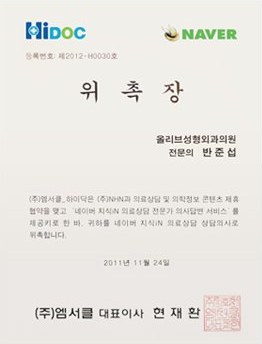 HiDOC
NAVER
등록번호: 제2012-H0030호
위 촉 장
올리브성형외과의원
전문의 반 준 섭
(주)엠서클_하이닥은 (주)NHN과 의료상담 및 의학정보 콘텐츠 제휴
협약을 맺고 '네이버 지식iN 의료상담 전문가 의사답변 서비스'를
제공키로 한 바, 귀하를 네이버 지식iN 의료상담 상담의사로
위촉합니다.
2011년 11월 24일
(주)엠서클 대표이사 현 재 환